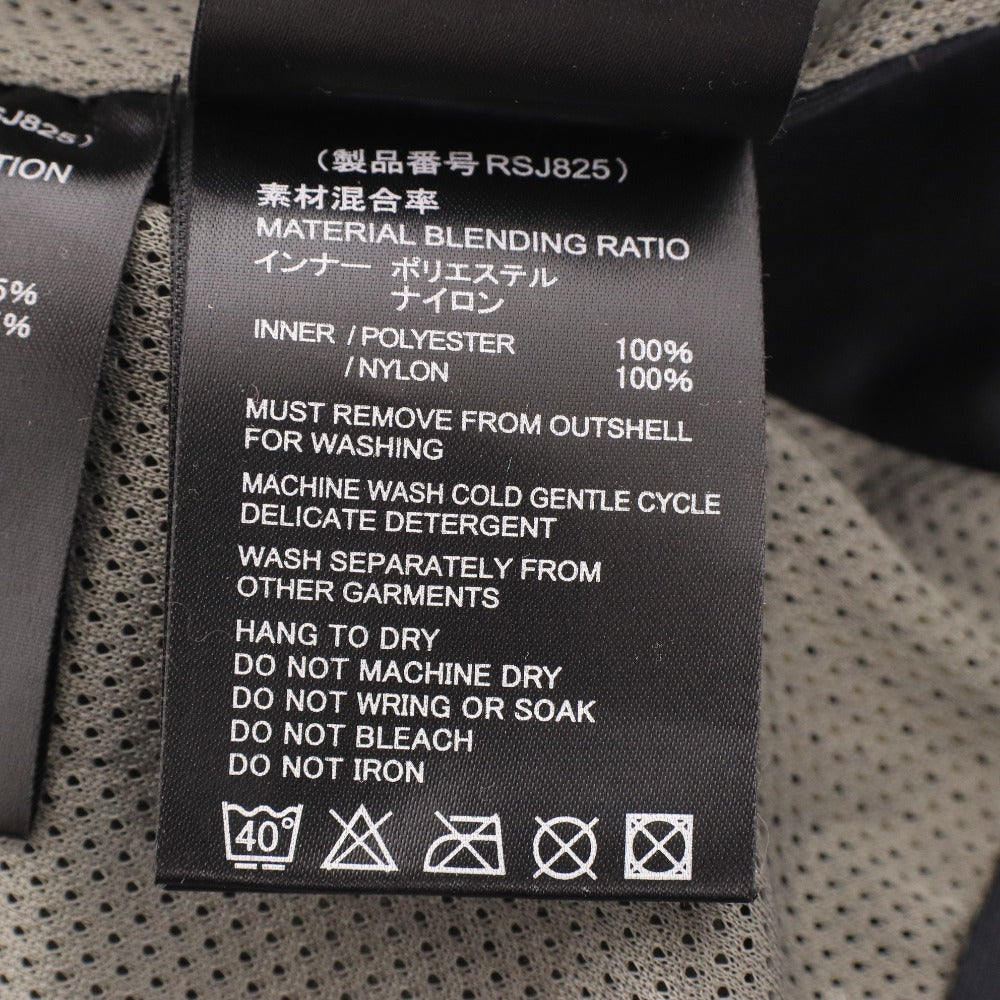 SJ825)
TION
5%
%
(製品番号RSJ825)
素材混合率
MATERIAL BLENDING RATIO
インナー ポリエステル
ナイロン
INNER / POLYESTER 100%
/ NYLON 100%
MUST REMOVE FROM OUTSHELL
FOR WASHING
MACHINE WASH COLD GENTLE CYCLE
DELICATE DETERGENT
WASH SEPARATELY FROM
OTHER GARMENTS
HANG TO DRY
DO NOT MACHINE DRY
DO NOT WRING OR SOAK
DO NOT BLEACH
DO NOT IRON
40°